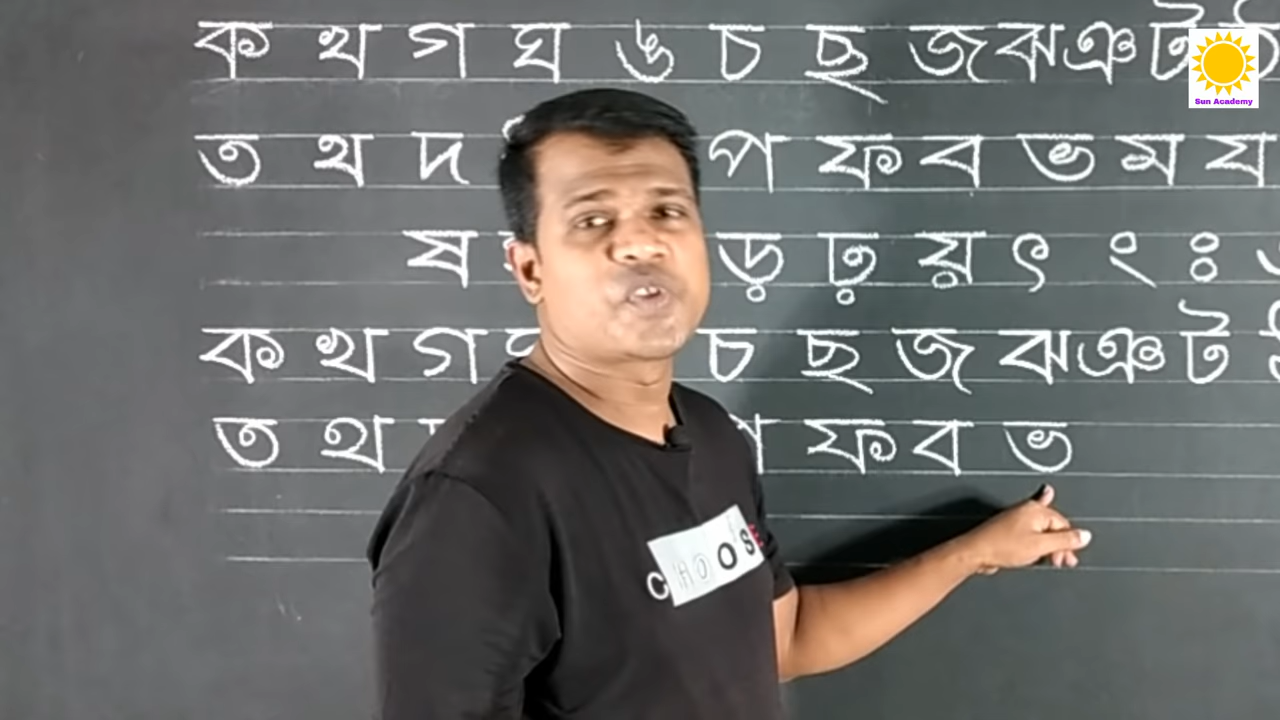 ক খ গ ঘ ঙ চ ছ জ ঝ ঞ ট ঠ
Sun Academy
ত থ দ প ফ ব ভ ম য
ষ ড় ঢ় য় ৎ ং ঃ
ক খ গ চ ছ জ ঝ ঞ ট
ত থ ফ ব ভ
CHOOSE